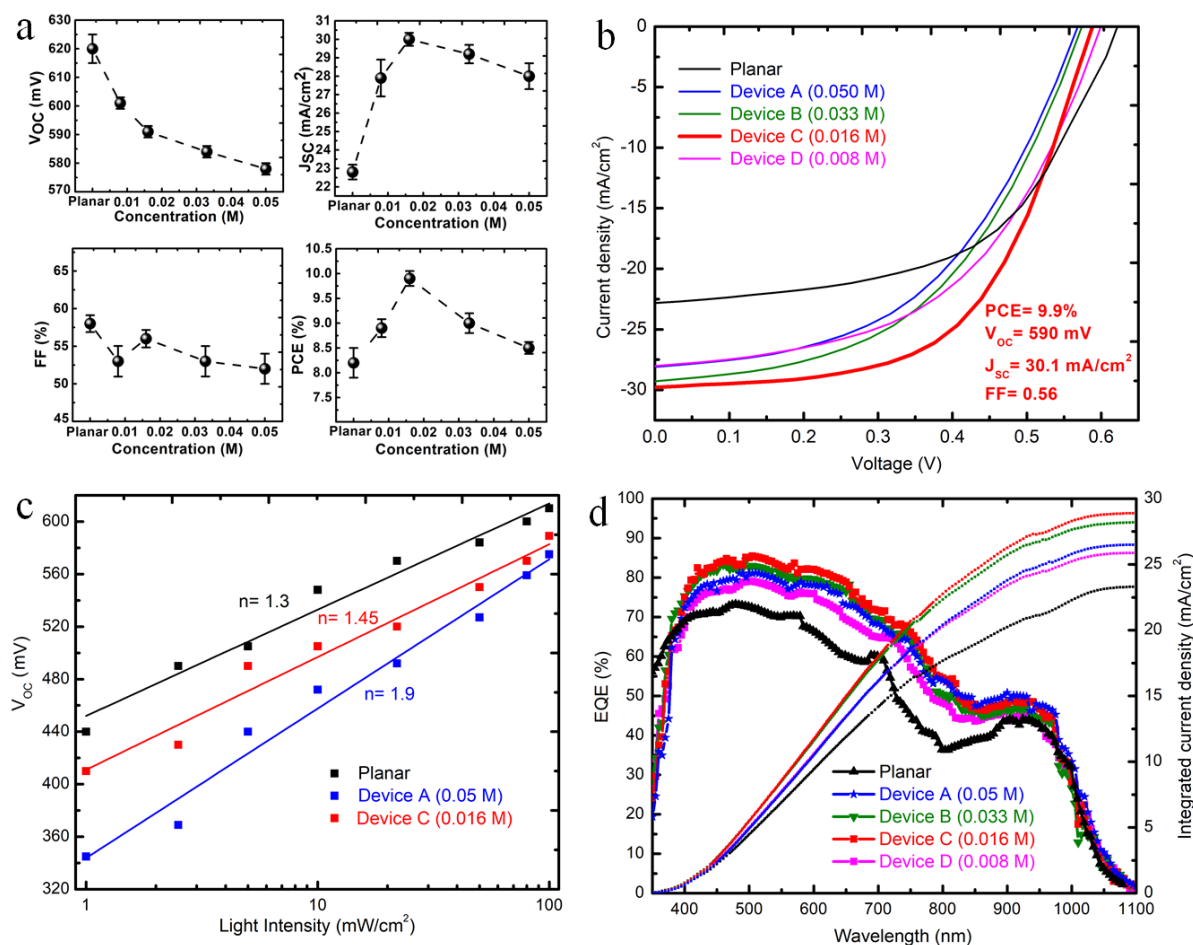 a
V_OC (mV)
630
620
610
600
590
580
570
Planar 0.01 0.02 0.03 0.04 0.05
Concentration (M)
J_SC (mA/cm²)
31
30
29
28
27
26
25
24
23
22
Planar 0.01 0.02 0.03 0.04 0.05
Concentration (M)
FF (%)
65
60
55
50
45
Planar 0.01 0.02 0.03 0.04 0.05
Concentration (M)
PCE (%)
10.5
10.0
9.5
9.0
8.5
8.0
7.5
Planar 0.01 0.02 0.03 0.04 0.05
Concentration (M)
b
Current density (mA/cm²)
0
-5
-10
-15
-20
-25
-30
Planar
Device A (0.050 M)
Device B (0.033 M)
Device C (0.016 M)
Device D (0.008 M)
PCE= 9.9%
V_OC= 590 mV
J_SC= 30.1 mA/cm²
FF= 0.56
0.0 0.1 0.2 0.3 0.4 0.5 0.6
Voltage (V)
c
V_OC (mV)
600
560
520
480
440
400
360
320
n= 1.3
n= 1.45
n= 1.9
Planar
Device A (0.05 M)
Device C (0.016 M)
1 10 100
Light Intensity (mW/cm²)
d
EQE (%)
100
90
80
70
60
50
40
30
20
10
0
Planar
Device A (0.05 M)
Device B (0.033 M)
Device C (0.016 M)
Device D (0.008 M)
30
25
20
15
10
5
0
Integrated current density (mA/cm²)
400 500 600 700 800 900 1000 1100
Wavelength (nm)